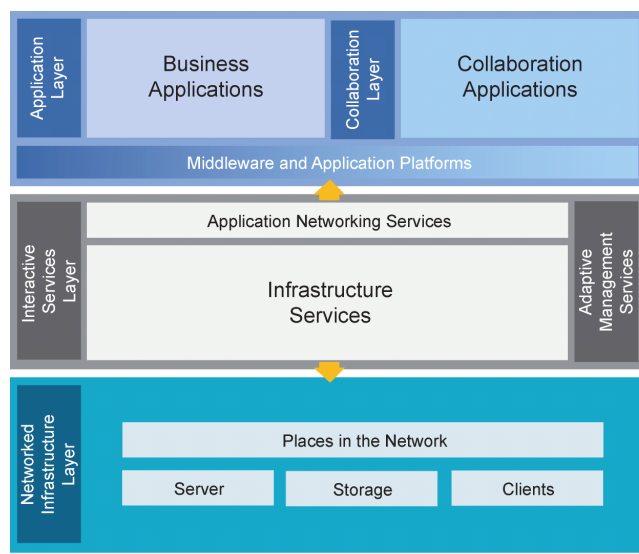 Application
Layer
Business
Applications
Collaboration
Layer
Collaboration
Applications
Middleware and Application Platforms
Interactive
Services
Layer
Application Networking Services
Infrastructure
Services
Adaptive
Management
Services
Networked
Infrastructure
Layer
Places in the Network
Server
Storage
Clients